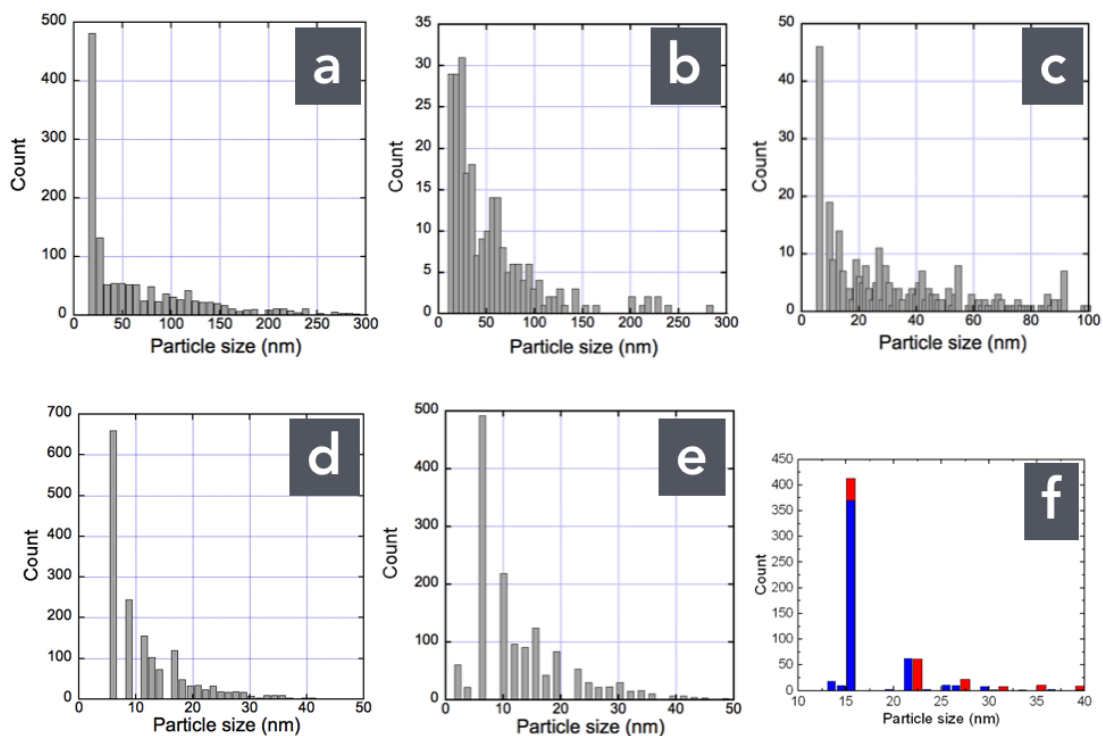 a
500
400
300
200
100
0
Count
0 50 100 150 200 250 300
Particle size (nm)
b
35
30
25
20
15
10
5
0
Count
0 50 100 150 200 250 300
Particle size (nm)
c
50
40
30
20
10
0
Count
0 20 40 60 80 100
Particle size (nm)
d
700
600
500
400
300
200
100
0
Count
0 10 20 30 40 50
Particle size (nm)
e
500
400
300
200
100
0
Count
0 10 20 30 40 50
Particle size (nm)
f
450
400
350
300
250
200
150
100
50
0
Count
10 15 20 25 30 35 40
Particle size (nm)